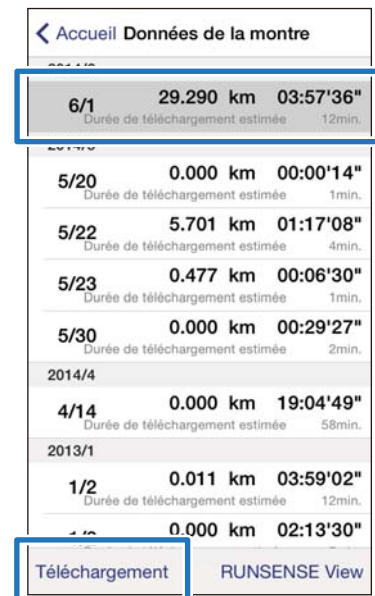 Accueil Données de la montre
6/1 29.290 km 03:57'36"
Durée de téléchargement estimée 12min.
5/20 0.000 km 00:00'14"
Durée de téléchargement estimée 1min.
5/22 5.701 km 01:17'08"
Durée de téléchargement estimée 4min.
5/23 0.477 km 00:06'30"
Durée de téléchargement estimée 1min.
5/30 0.000 km 00:29'27"
Durée de téléchargement estimée 2min.
2014/4
4/14 0.000 km 19:04'49"
Durée de téléchargement estimée 58min.
2013/1
1/2 0.011 km 03:59'02"
Durée de téléchargement estimée 12min.
0.000 km 02:13'30"
Téléchargement RUNSENSE View